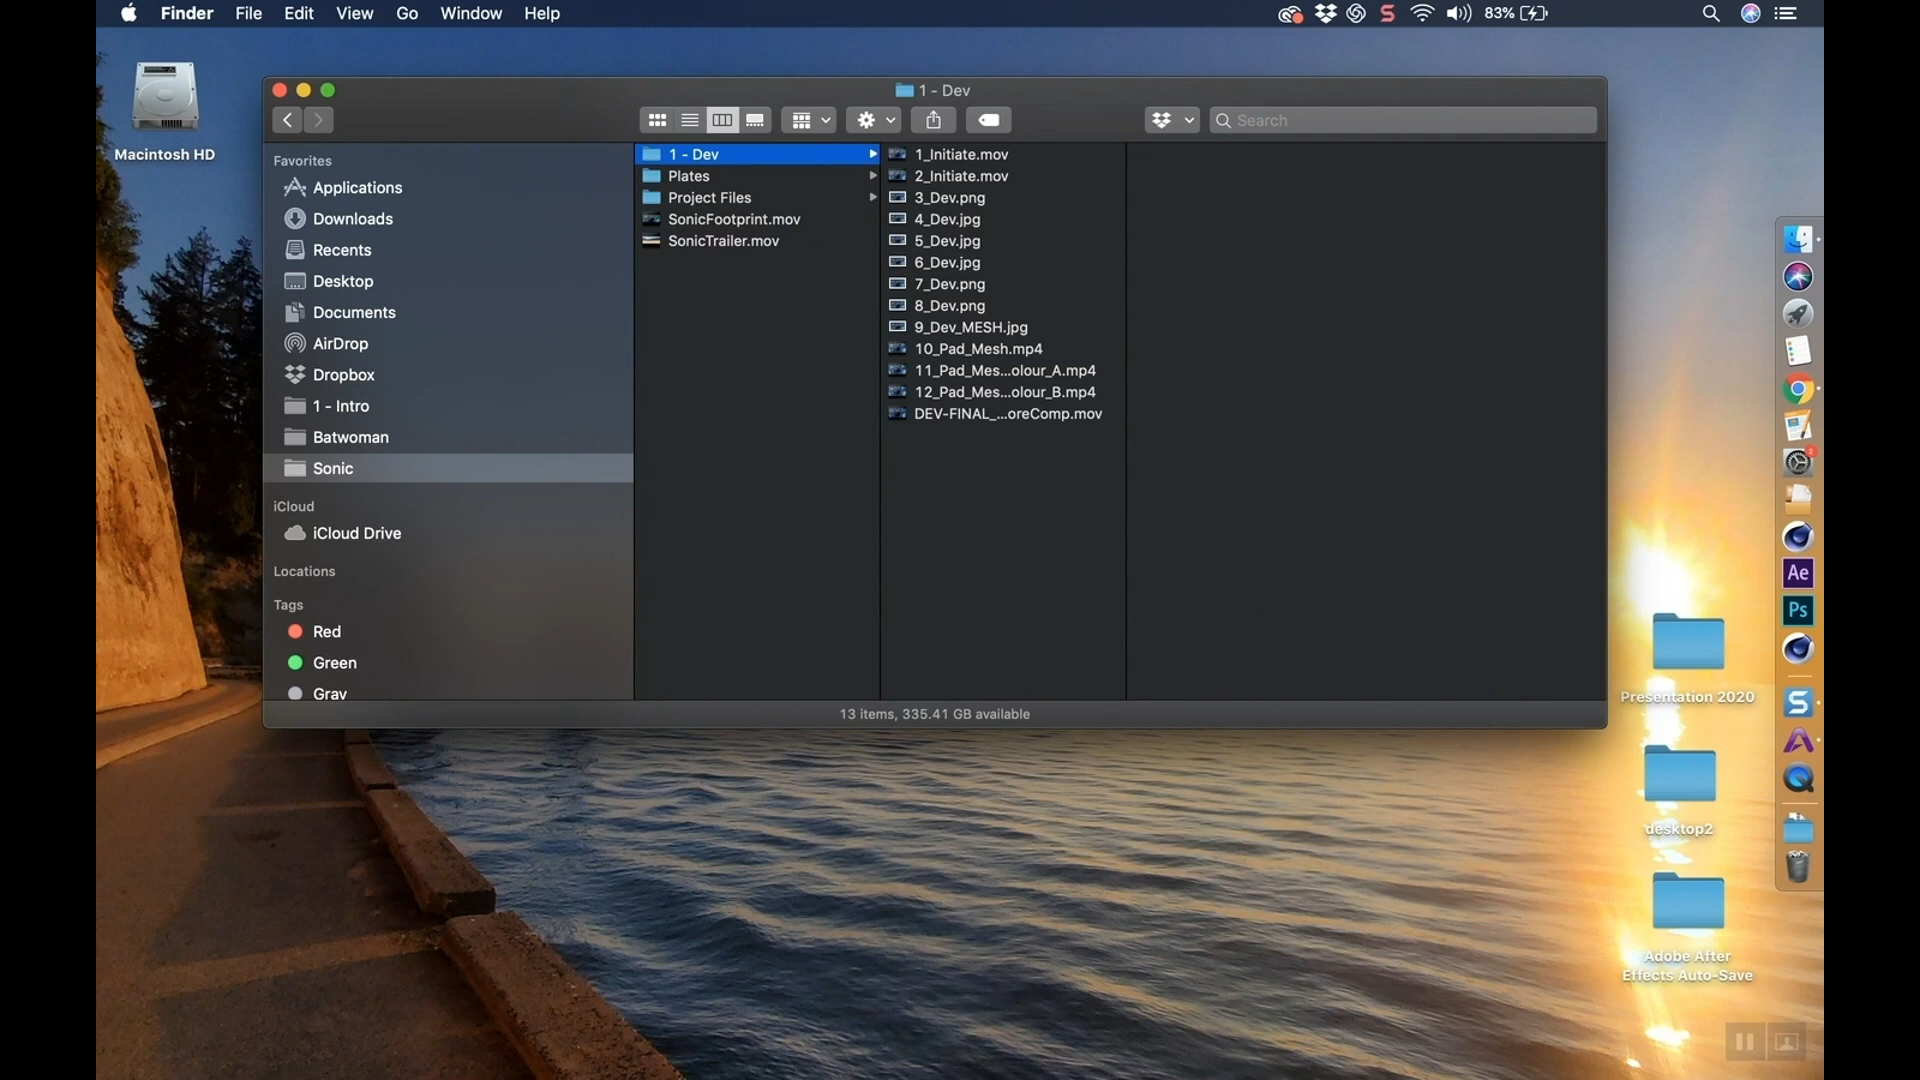 Finder File Edit View Go Window Help 83%
Macintosh HD
1 - Dev
Search
Favorites
Applications
Downloads
Recents
Desktop
Documents
AirDrop
Dropbox
1 - Intro
Batwoman
Sonic
iCloud
iCloud Drive
Locations
Tags
Red
Green
Gray
1 - Dev
Plates
Project Files
SonicFootprint.mov
SonicTrailer.mov
1_Initiate.mov
2_Initiate.mov
3_Dev.png
4_Dev.jpg
5_Dev.jpg
6_Dev.jpg
7_Dev.png
8_Dev.png
9_Dev_MESH.jpg
10_Pad_Mesh.mp4
11_Pad_Mes...olour_A.mp4
12_Pad_Mes...olour_B.mp4
DEV-FINAL_...oreComp.mov
13 items, 335.41 GB available
2
Ae
Ps
S
Presentation 2020
desktop2
Adobe After
Effects Auto-Save